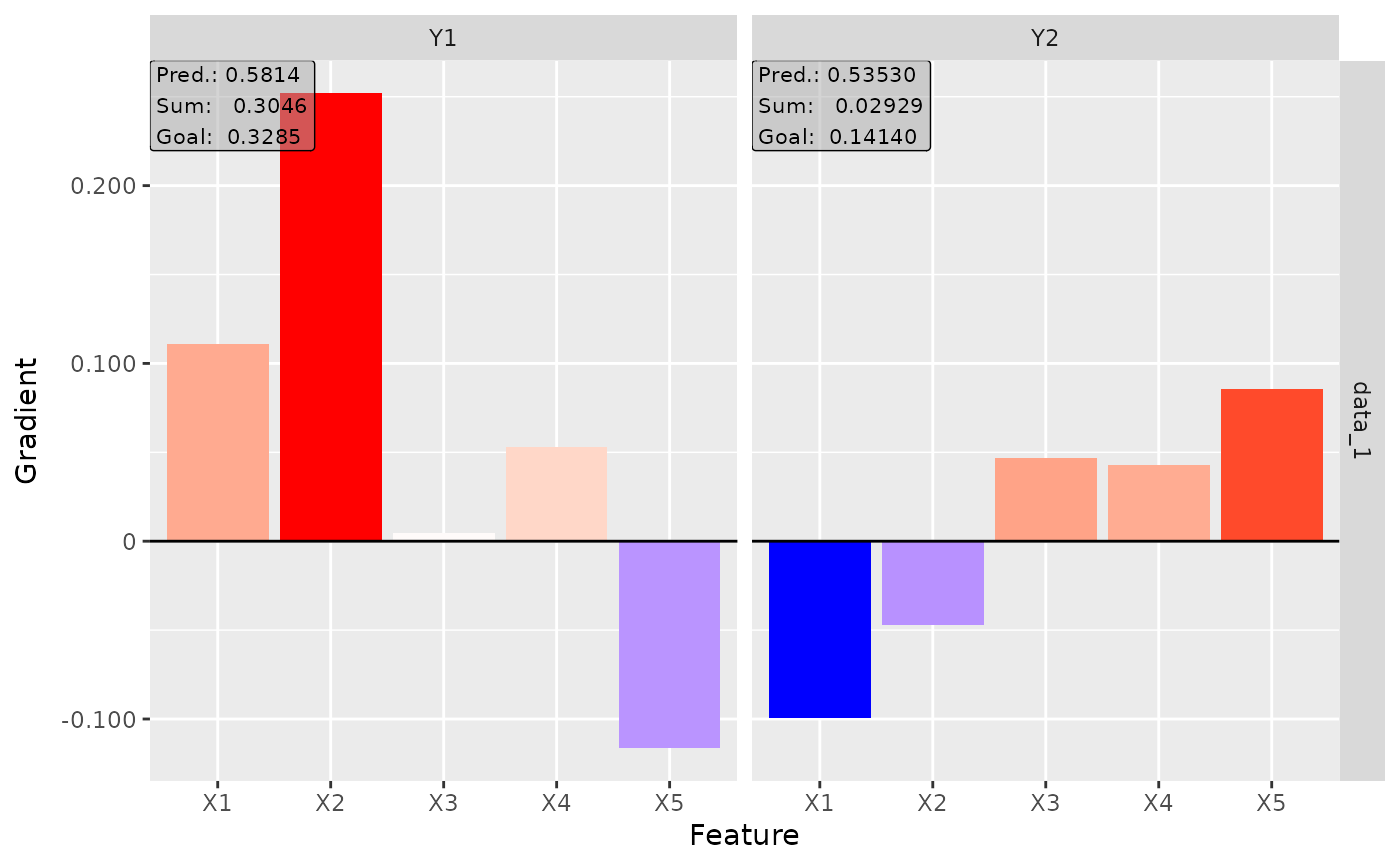 Y1
Y2
Pred.: 0.5814
Sum: 0.3046
Goal: 0.3285
Pred.: 0.53530
Sum: 0.02929
Goal: 0.14140
0.200
0.100
0
-0.100
Gradient
data_1
X1 X2 X3 X4 X5
X1 X2 X3 X4 X5
Feature